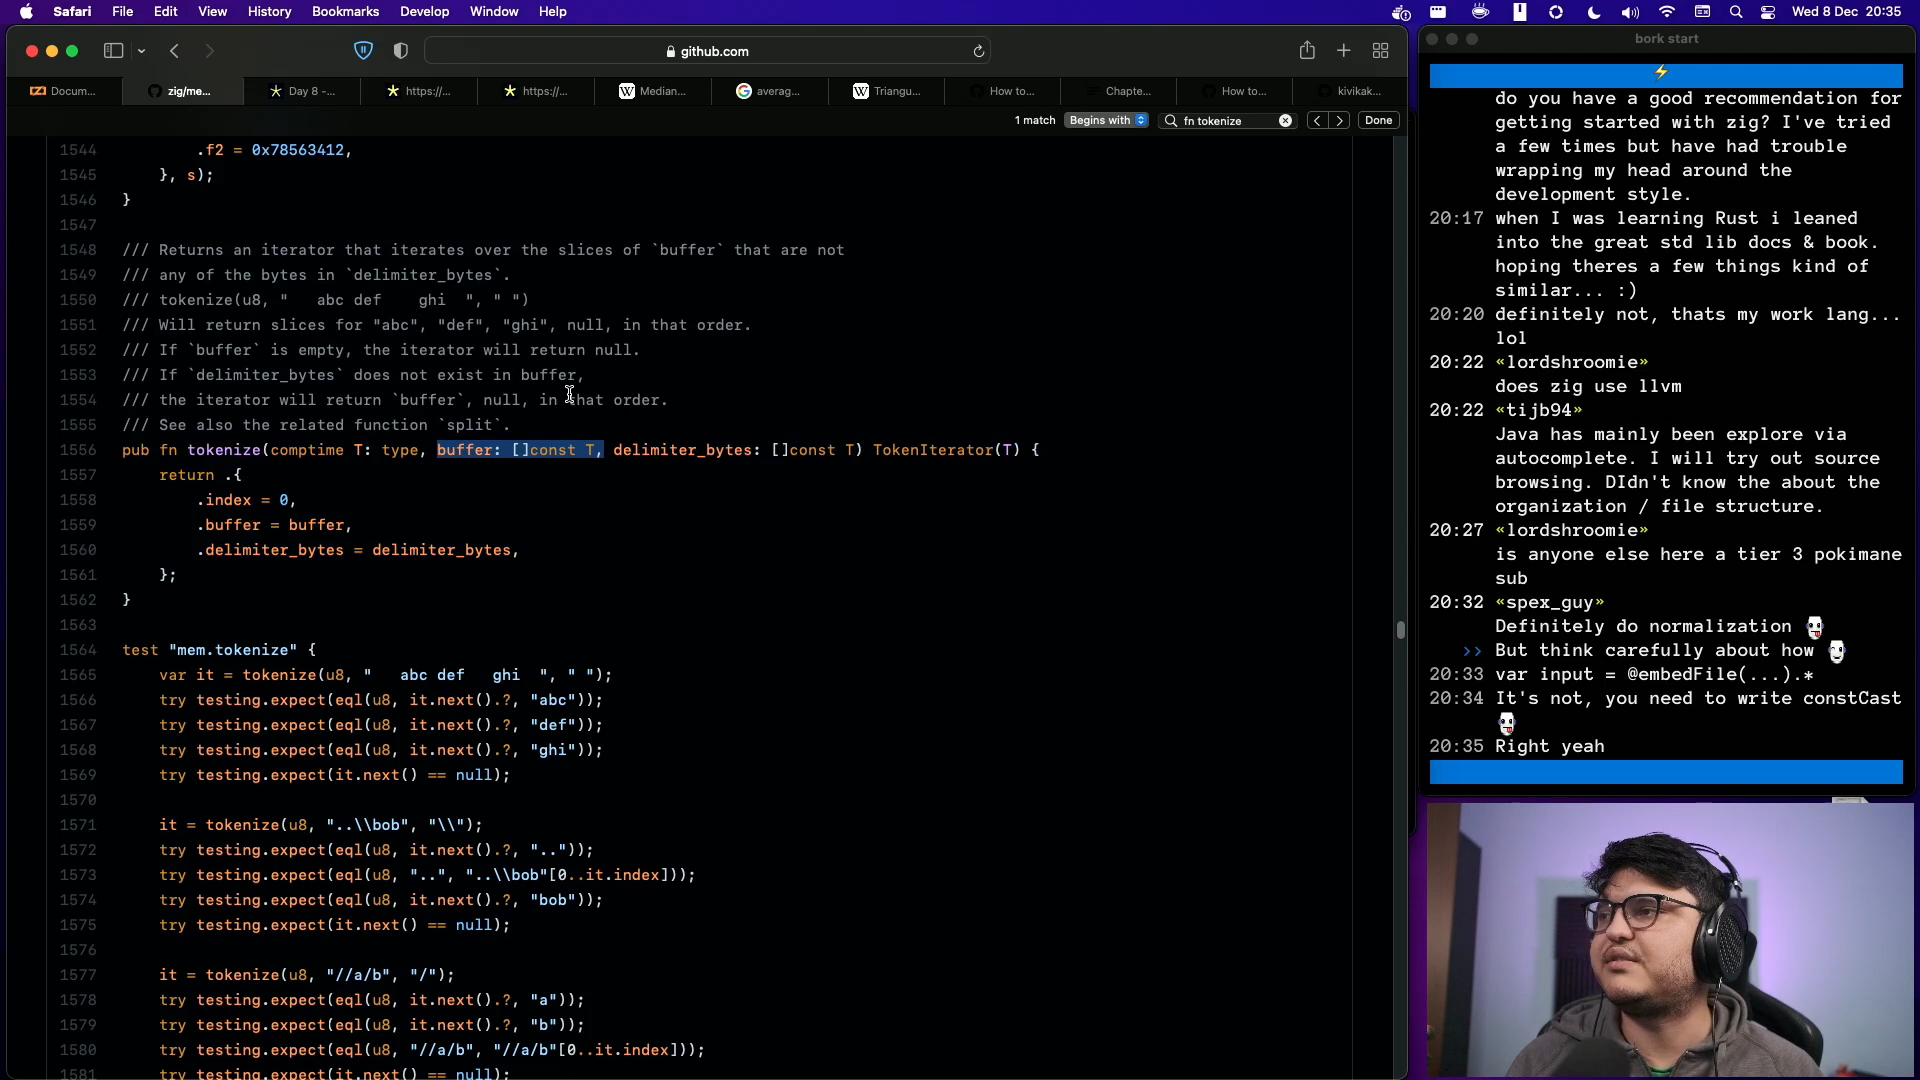 Safari File Edit View History Bookmarks Develop Window Help Wed 8 Dec 20:35
github.com
Docum... zig/me... Day 8 -... https://... https://... Median... averag... Triangu... How to... Chapte... How to... kivikak...
1 match Begins with fn tokenize Done
1544 .f2 = 0x78563412,
1545 }, s);
1546 }
1547
1548 /// Returns an iterator that iterates over the slices of `buffer` that are not
1549 /// any of the bytes in `delimiter_bytes`.
1550 /// tokenize(u8, "   abc def    ghi  ", " ")
1551 /// Will return slices for "abc", "def", "ghi", null, in that order.
1552 /// If `buffer` is empty, the iterator will return null.
1553 /// If `delimiter_bytes` does not exist in buffer,
1554 /// the iterator will return `buffer`, null, in that order.
1555 /// See also the related function `split`.
1556 pub fn tokenize(comptime T: type, buffer: []const T, delimiter_bytes: []const T) TokenIterator(T) {
1557 return .{
1558 .index = 0,
1559 .buffer = buffer,
1560 .delimiter_bytes = delimiter_bytes,
1561 };
1562 }
1563
1564 test "mem.tokenize" {
1565 var it = tokenize(u8, "   abc def   ghi  ", " ");
1566 try testing.expect(eql(u8, it.next().?, "abc"));
1567 try testing.expect(eql(u8, it.next().?, "def"));
1568 try testing.expect(eql(u8, it.next().?, "ghi"));
1569 try testing.expect(it.next() == null);
1570
1571 it = tokenize(u8, "..\\bob", "\\");
1572 try testing.expect(eql(u8, it.next().?, ".."));
1573 try testing.expect(eql(u8, "..", "..\\bob"[0..it.index]));
1574 try testing.expect(eql(u8, it.next().?, "bob"));
1575 try testing.expect(it.next() == null);
1576
1577 it = tokenize(u8, "//a/b", "/");
1578 try testing.expect(eql(u8, it.next().?, "a"));
1579 try testing.expect(eql(u8, it.next().?, "b"));
1580 try testing.expect(eql(u8, "//a/b", "//a/b"[0..it.index]));
1581 try testing.expect(it.next() == null);
bork start
do you have a good recommendation for
getting started with zig? I've tried
a few times but have had trouble
wrapping my head around the
development style.
20:17 when I was learning Rust i leaned
into the great std lib docs & book.
hoping theres a few things kind of
similar... :)
20:20 definitely not, thats my work lang...
lol
20:22 «lordshroomie»
does zig use llvm
20:22 «tijb94»
Java has mainly been explore via
autocomplete. I will try out source
browsing. DIdn't know the about the
organization / file structure.
20:27 «lordshroomie»
is anyone else here a tier 3 pokimane
sub
20:32 «spex_guy»
Definitely do normalization
>> But think carefully about how
20:33 var input = @embedFile(...).*
20:34 It's not, you need to write constCast
20:35 Right yeah